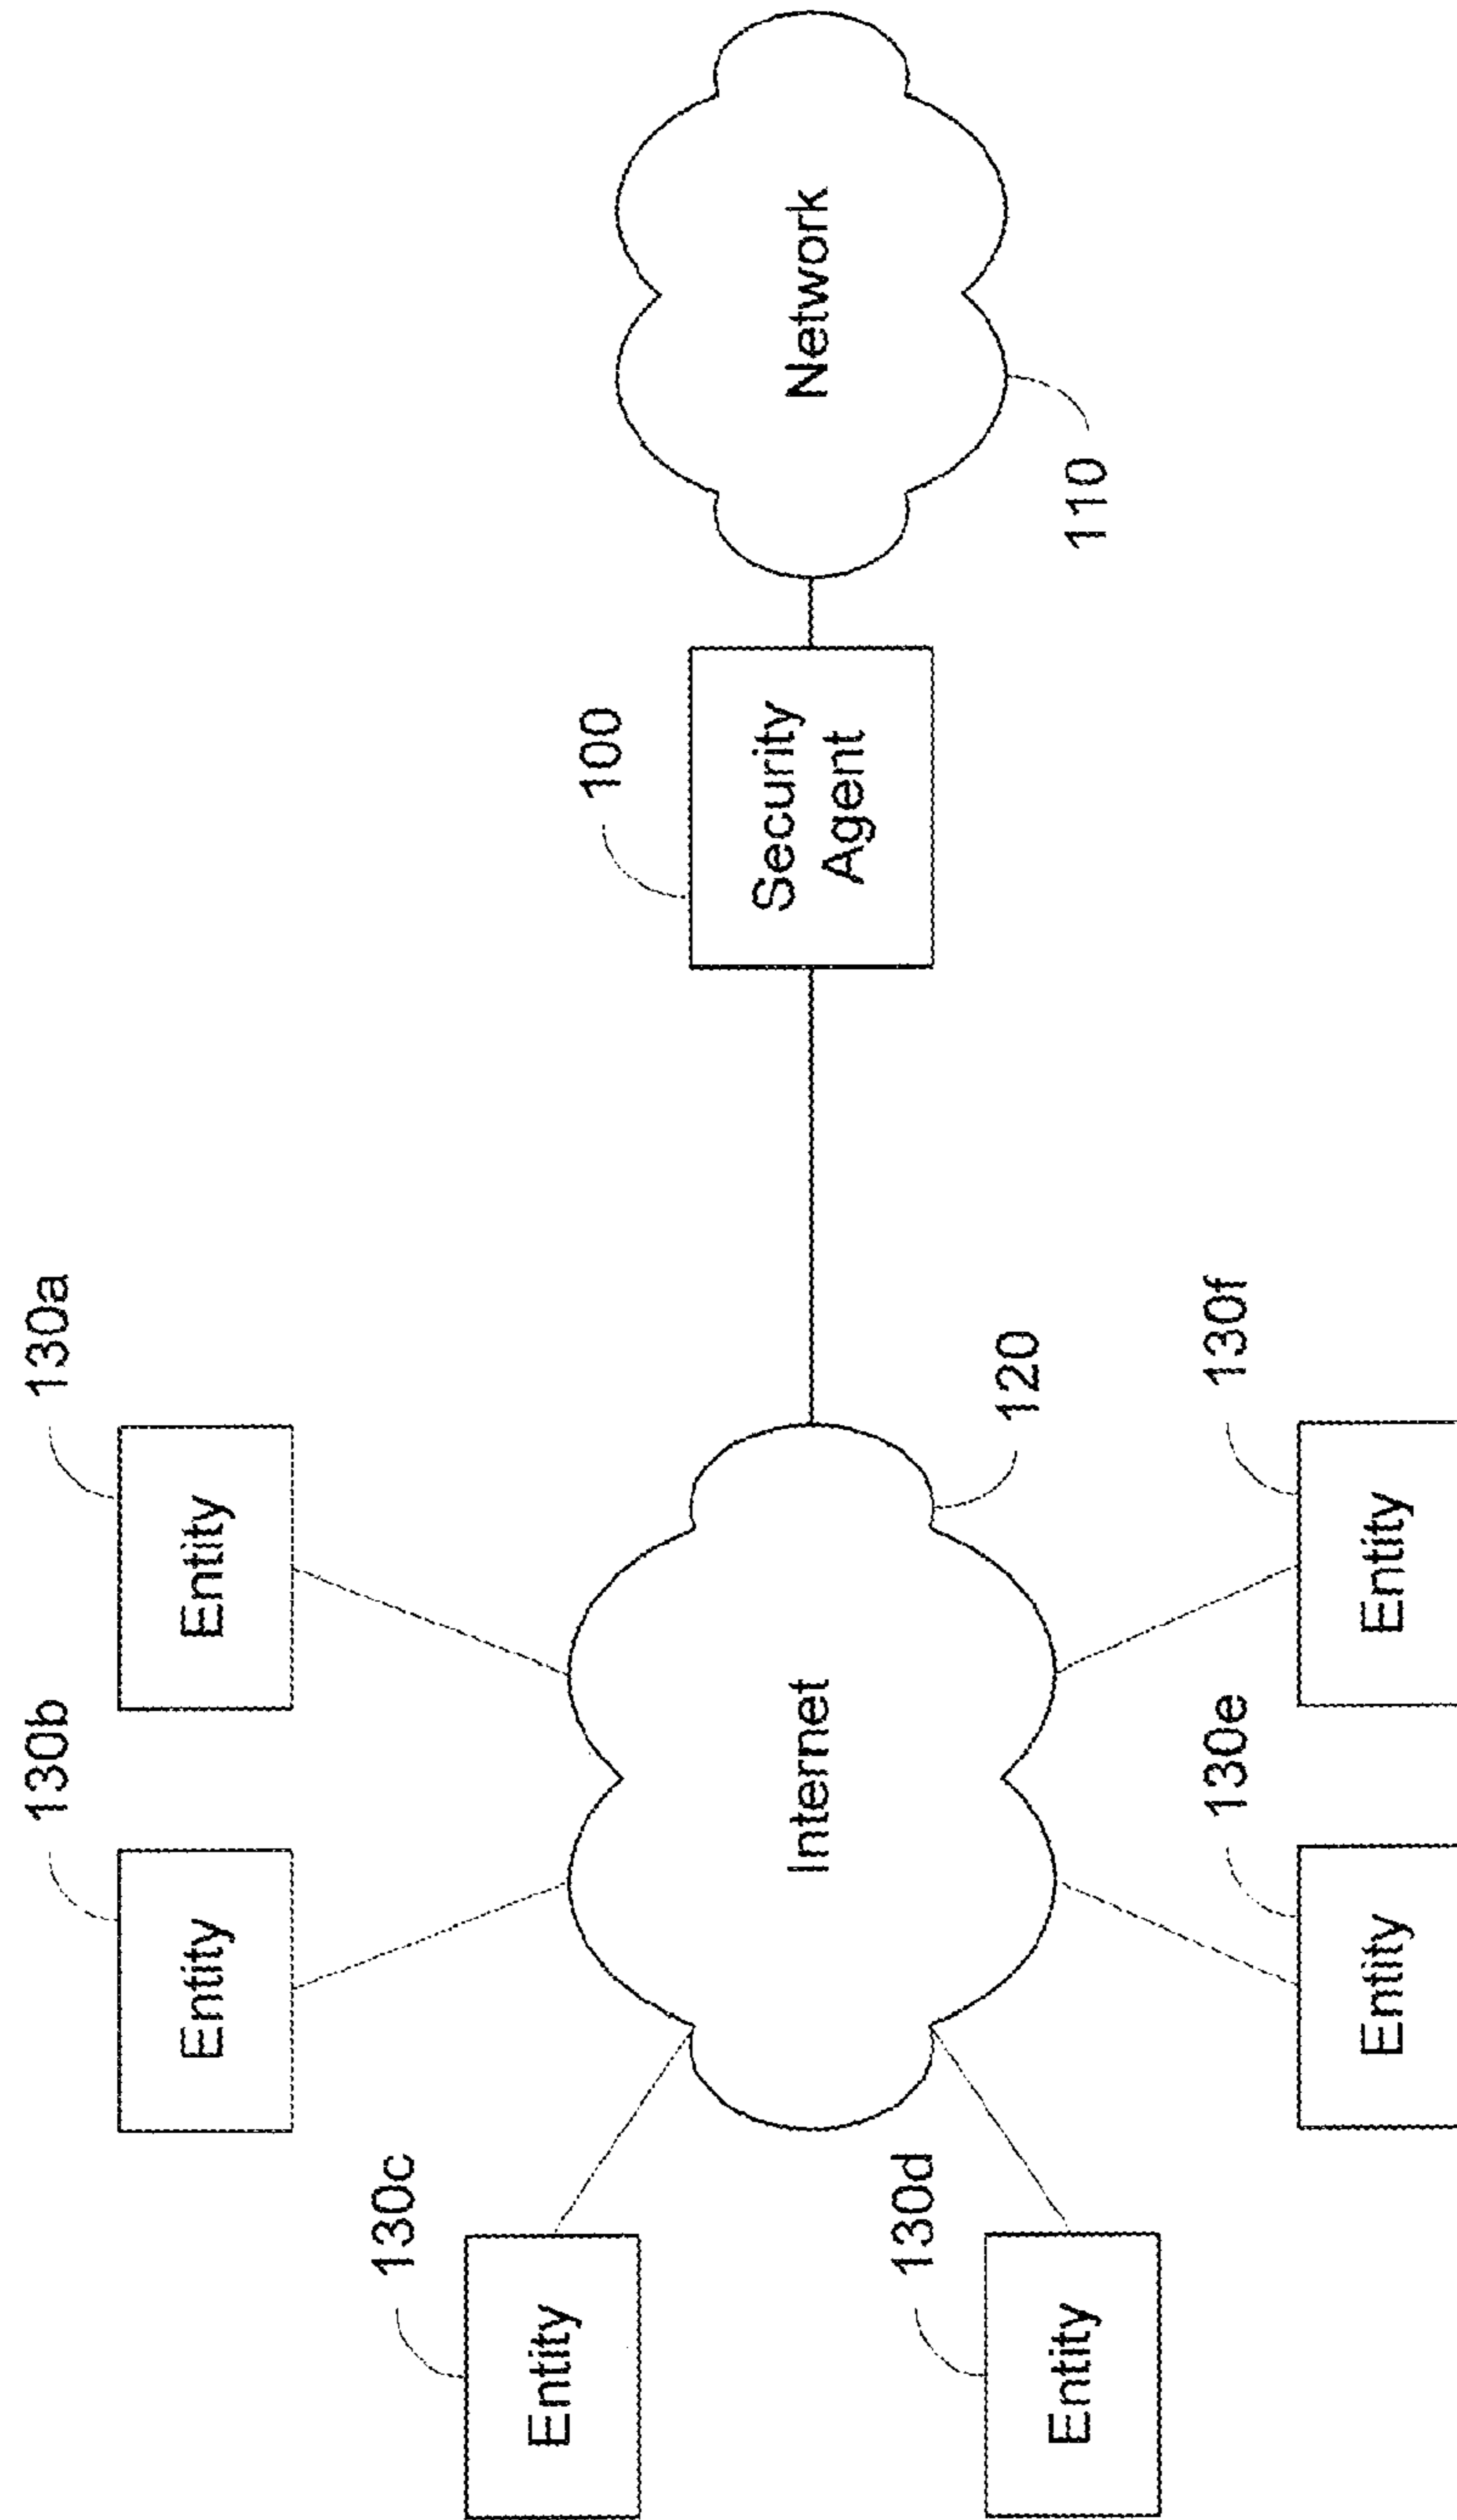 130b
130a
Entity
Entity
130c
Entity
100
Internet
Security
Agent
Network
130d
Entity
120
110
130e
130f
Entity
Entity